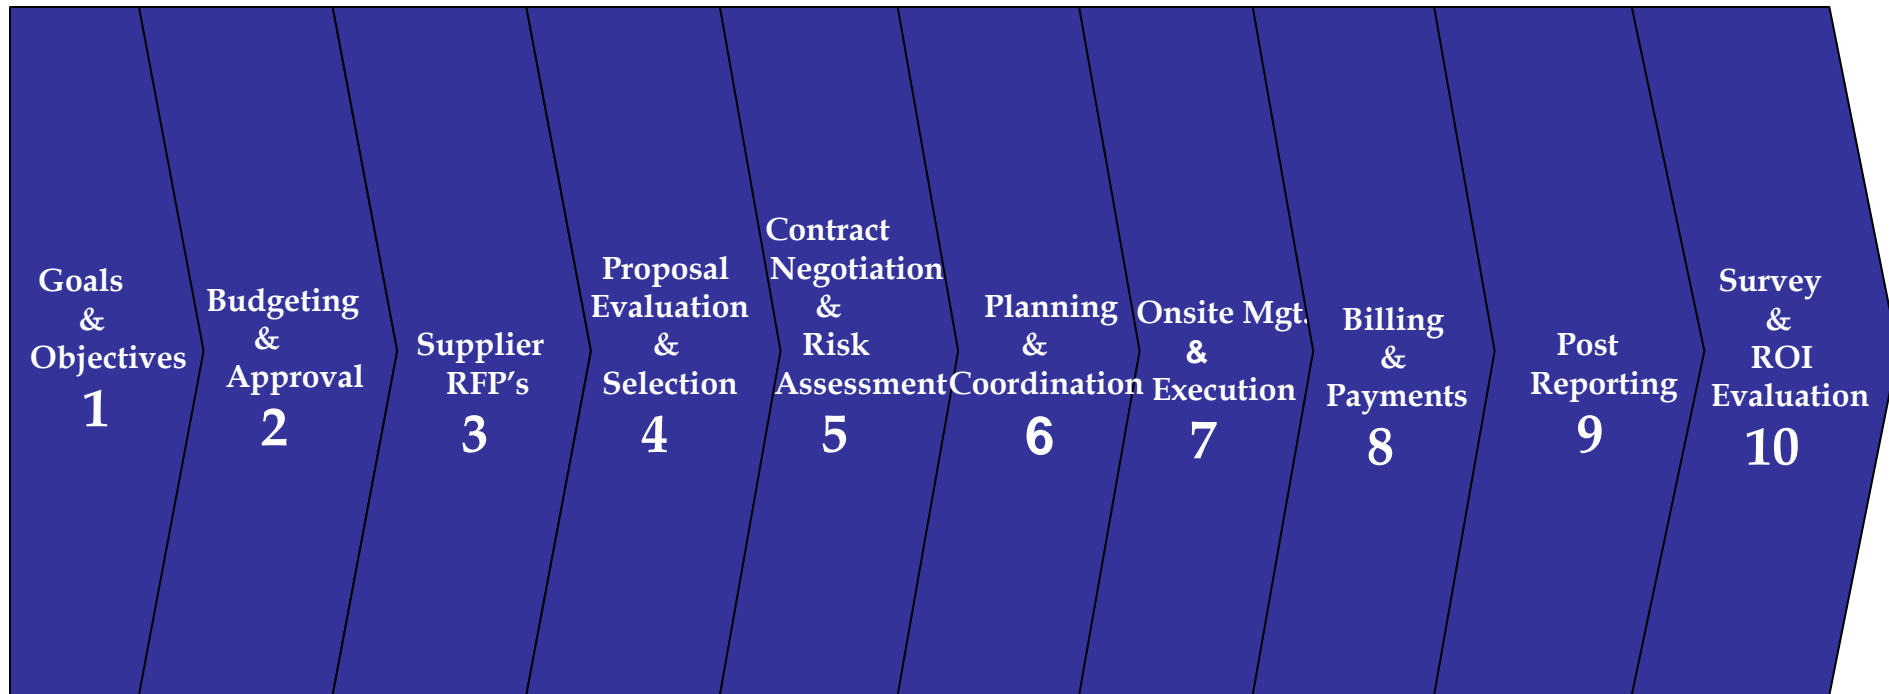 Goals
&
Objectives
1
Budgeting
&
Approval
2
Supplier
RFP’s
3
Proposal
Evaluation
&
Selection
4
Contract
Negotiation
&
Risk
Assessment
5
Planning
&
Coordination
6
Onsite Mgt.
&
Execution
7
Billing
&
Payments
8
Post
Reporting
9
Survey
&
ROI
Evaluation
10